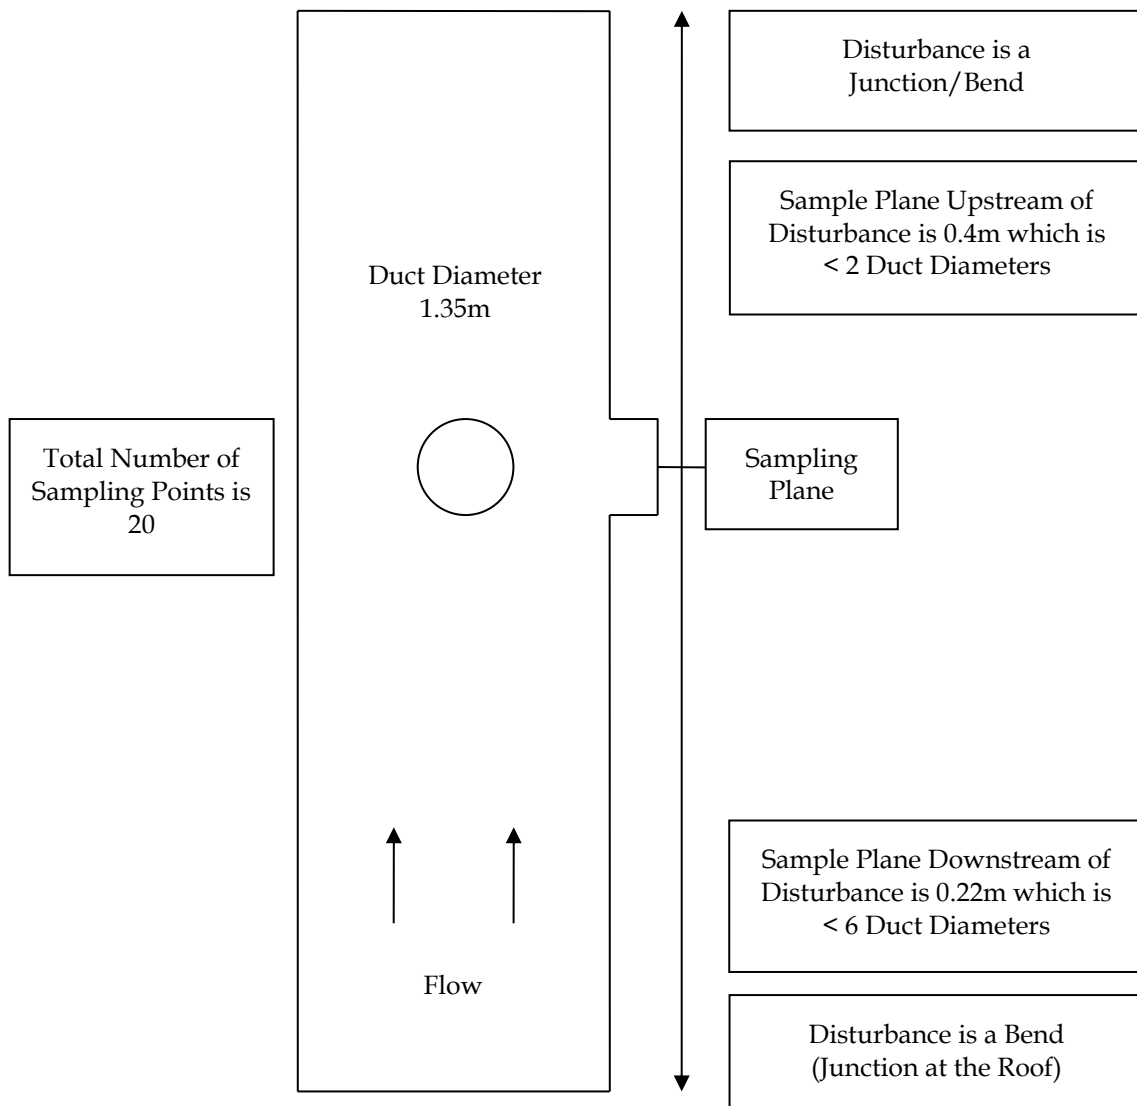 Disturbance is a
Junction/Bend
Sample Plane Upstream of
Disturbance is 0.4m which is
< 2 Duct Diameters
Duct Diameter
1.35m
Total Number of
Sampling Points is
20
Sampling
Plane
Sample Plane Downstream of
Disturbance is 0.22m which is
< 6 Duct Diameters
Flow
Disturbance is a Bend
(Junction at the Roof)